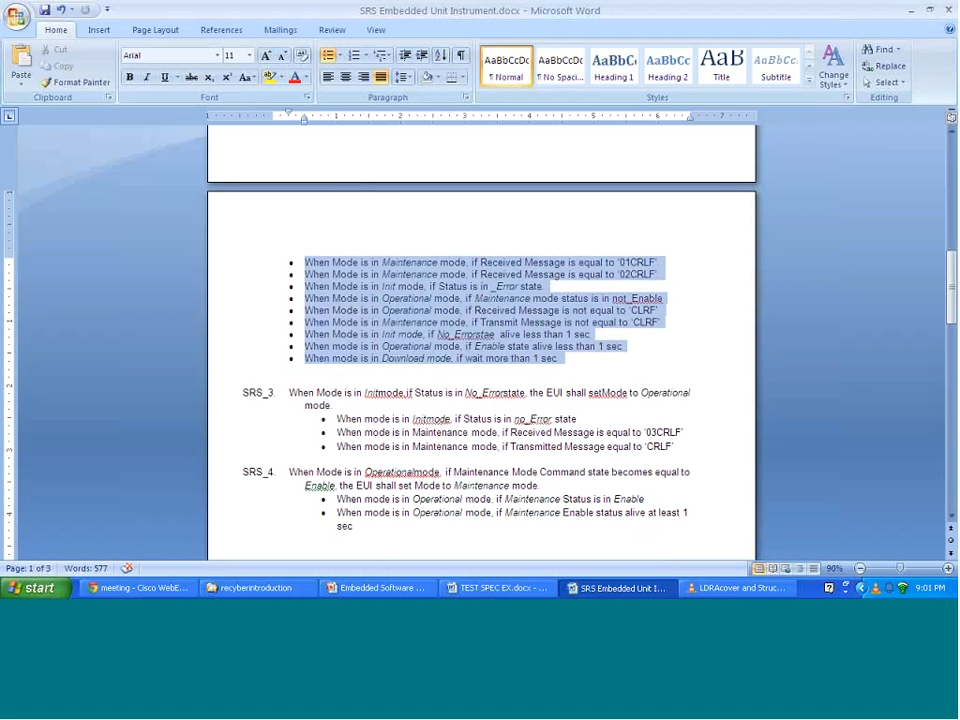 SRS Embedded Unit Instrument.docx - Microsoft Word
Home Insert Page Layout References Mailings Review View
Paste Cut Copy Format Painter
Arial 11
AaBbCcDc AaBbCcDc AaBbC AaBbCc AaB AaBbCc.
¶ Normal ¶ No Spaci... Heading 1 Heading 2 Title Subtitle
Change Styles
Find Replace Select
Clipboard Font Paragraph Styles Editing
1 1 2 3 4 5 6 7
• When Mode is in Maintenance mode, if Received Message is equal to '01CRLF'
• When Mode is in Maintenance mode, if Received Message is equal to '02CRLF'
• When Mode is in Init mode, if Status is in _Error state.
• When Mode is in Operational mode, if Maintenance mode status is in not_Enable
• When Mode is in Operational mode, if Received Message is not equal to 'CLRF'
• When Mode is in Maintenance mode, if Transmit Message is not equal to 'CLRF'
• When Mode is in Init mode, if No_Errorstae alive less than 1 sec
• When mode is in Operational mode, if Enable state alive less than 1 sec
• When mode is in Download mode, if wait more than 1 sec
SRS_3. When Mode is in Initmode,if Status is in No_Errorstate, the EUI shall setMode to Operational
mode.
• When mode is in Initmode, if Status is in no_Error state
• When mode is in Maintenance mode, if Received Message is equal to '03CRLF'
• When mode is in Maintenance mode, if Transmitted Message equal to 'CRLF'
SRS_4. When Mode is in Operationalmode, if Maintenance Mode Command state becomes equal to
Enable, the EUI shall set Mode to Maintenance mode.
• When mode is in Operational mode, if Maintenance Status is in Enable
• When mode is in Operational mode, if Maintenance Enable status alive at least 1
sec
Page: 1 of 3 Words: 577 90%
start meeting - Cisco WebE... recyberintroduction Embedded Software ... TEST SPEC EX.docx - ... SRS Embedded Unit I... LDRAcover and Struc... 9:01 PM